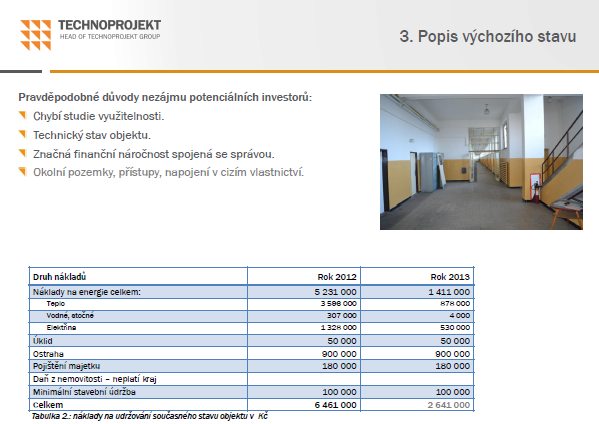 TECHNOPROJEKT
HEAD OF TECHNOPROJEKT GROUP
3. Popis výchozího stavu
Pravděpodobné důvody nezájmu potenciálních investorů:
Chybí studie využitelnosti.
Technický stav objektu.
Značná finanční náročnost spojená se správou.
Okolní pozemky, přístupy, napojení v cizím vlastnictví.
Druh nákladů Rok 2012 Rok 2013
Náklady na energie celkem: 5 231 000 1 411 000
Teplo 3 596 000 878 000
Vodné, stočné 307 000 4 000
Elektřina 1 328 000 530 000
Úklid 50 000 50 000
Ostraha 900 000 900 000
Pojištění majetku 180 000 180 000
Daň z nemovitosti – neplatí kraj
Minimální stavební údržba 100 000 100 000
Celkem 6 461 000 2 641 000
Tabulka 2.: náklady na udržování současného stavu objektu v Kč